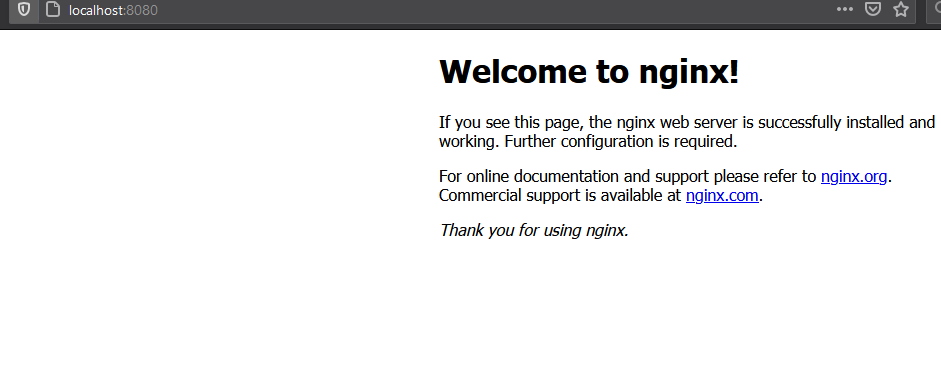 localhost:8080
Welcome to nginx!
If you see this page, the nginx web server is successfully installed and
working. Further configuration is required.
For online documentation and support please refer to nginx.org.
Commercial support is available at nginx.com.
Thank you for using nginx.